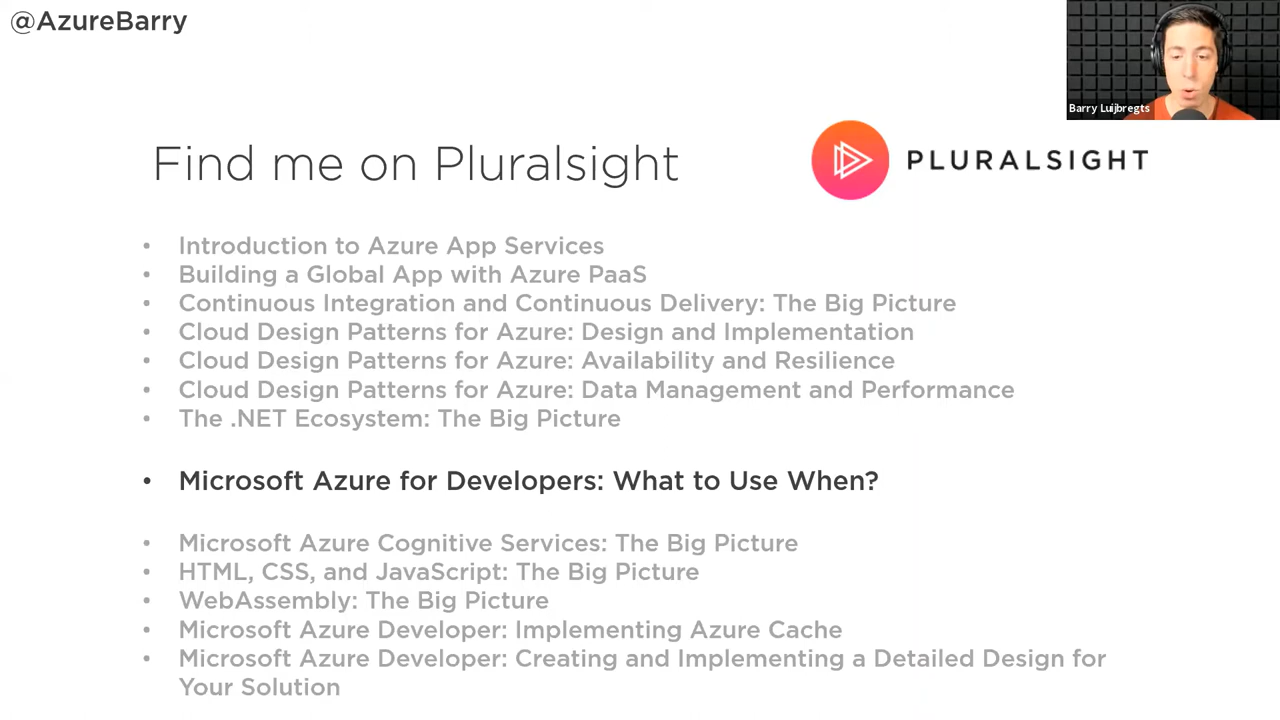 @AzureBarry
Barry Luijbregts
Find me on Pluralsight
PLURALSIGHT
• Introduction to Azure App Services
• Building a Global App with Azure PaaS
• Continuous Integration and Continuous Delivery: The Big Picture
• Cloud Design Patterns for Azure: Design and Implementation
• Cloud Design Patterns for Azure: Availability and Resilience
• Cloud Design Patterns for Azure: Data Management and Performance
• The .NET Ecosystem: The Big Picture
• Microsoft Azure for Developers: What to Use When?
• Microsoft Azure Cognitive Services: The Big Picture
• HTML, CSS, and JavaScript: The Big Picture
• WebAssembly: The Big Picture
• Microsoft Azure Developer: Implementing Azure Cache
• Microsoft Azure Developer: Creating and Implementing a Detailed Design for
Your Solution